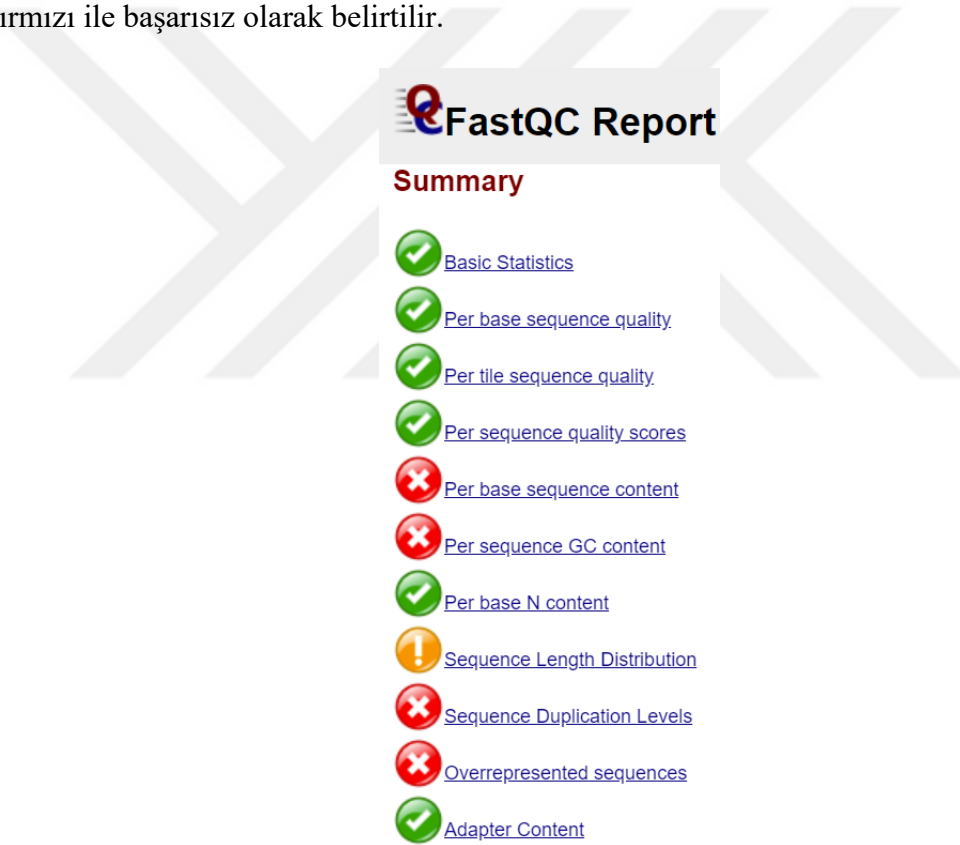 ile başarısız olarak belirtilir.
FastQC Report
Summary
Basic Statistics
Per base sequence quality
Per tile sequence quality
Per sequence quality scores
Per base sequence content
Per sequence GC content
Per base N content
Sequence Length Distribution
Sequence Duplication Levels
Overrepresented sequences
Adapter Content